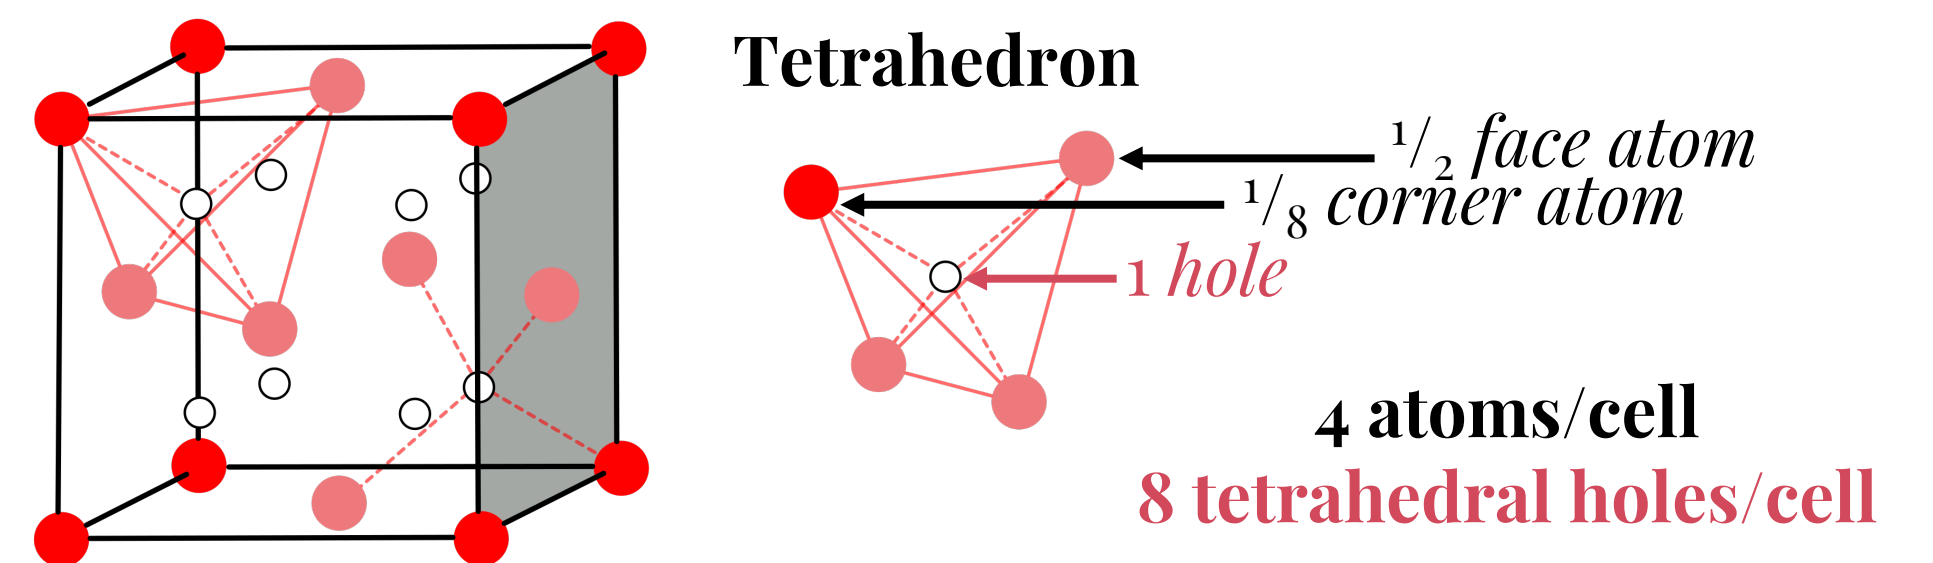 Tetrahedron
1/2 face atom
1/8 corner atom
1 hole
4 atoms/cell
8 tetrahedral holes/cell